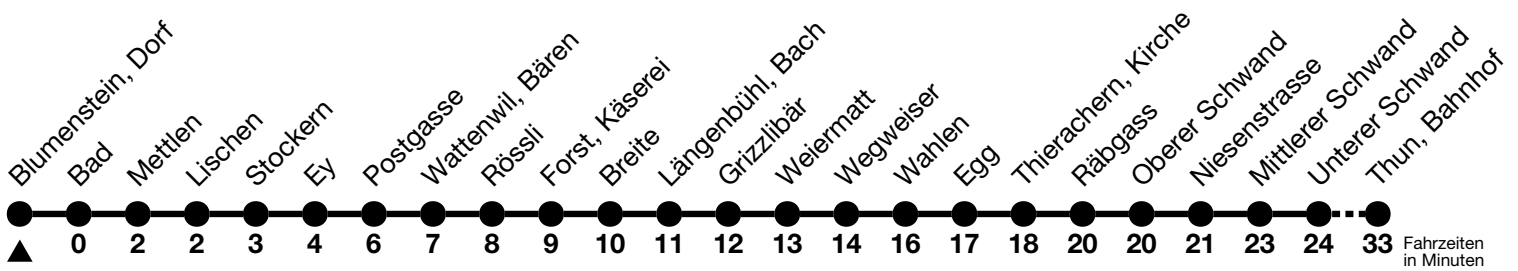 Blumenstein, Dorf
Bad
Mettlen
Lischen
Stockern
Ey
Postgasse
Wattenwil, Bären
Rössli
Forst, Käserei
Breite
Längenbühl, Bach
Grizzlibär
Weiermatt
Wegweiser
Wahlen
Egg
Thierachern, Kirche
Räbgass
Oberer Schwand
Niesenstrasse
Mittlerer Schwand
Unterer Schwand
Thun, Bahnhof
0 2 2 3 4 6 7 8 9 10 11 12 13 14 16 17 18 20 20 21 23 24 33 Fahrzeiten
in Minuten